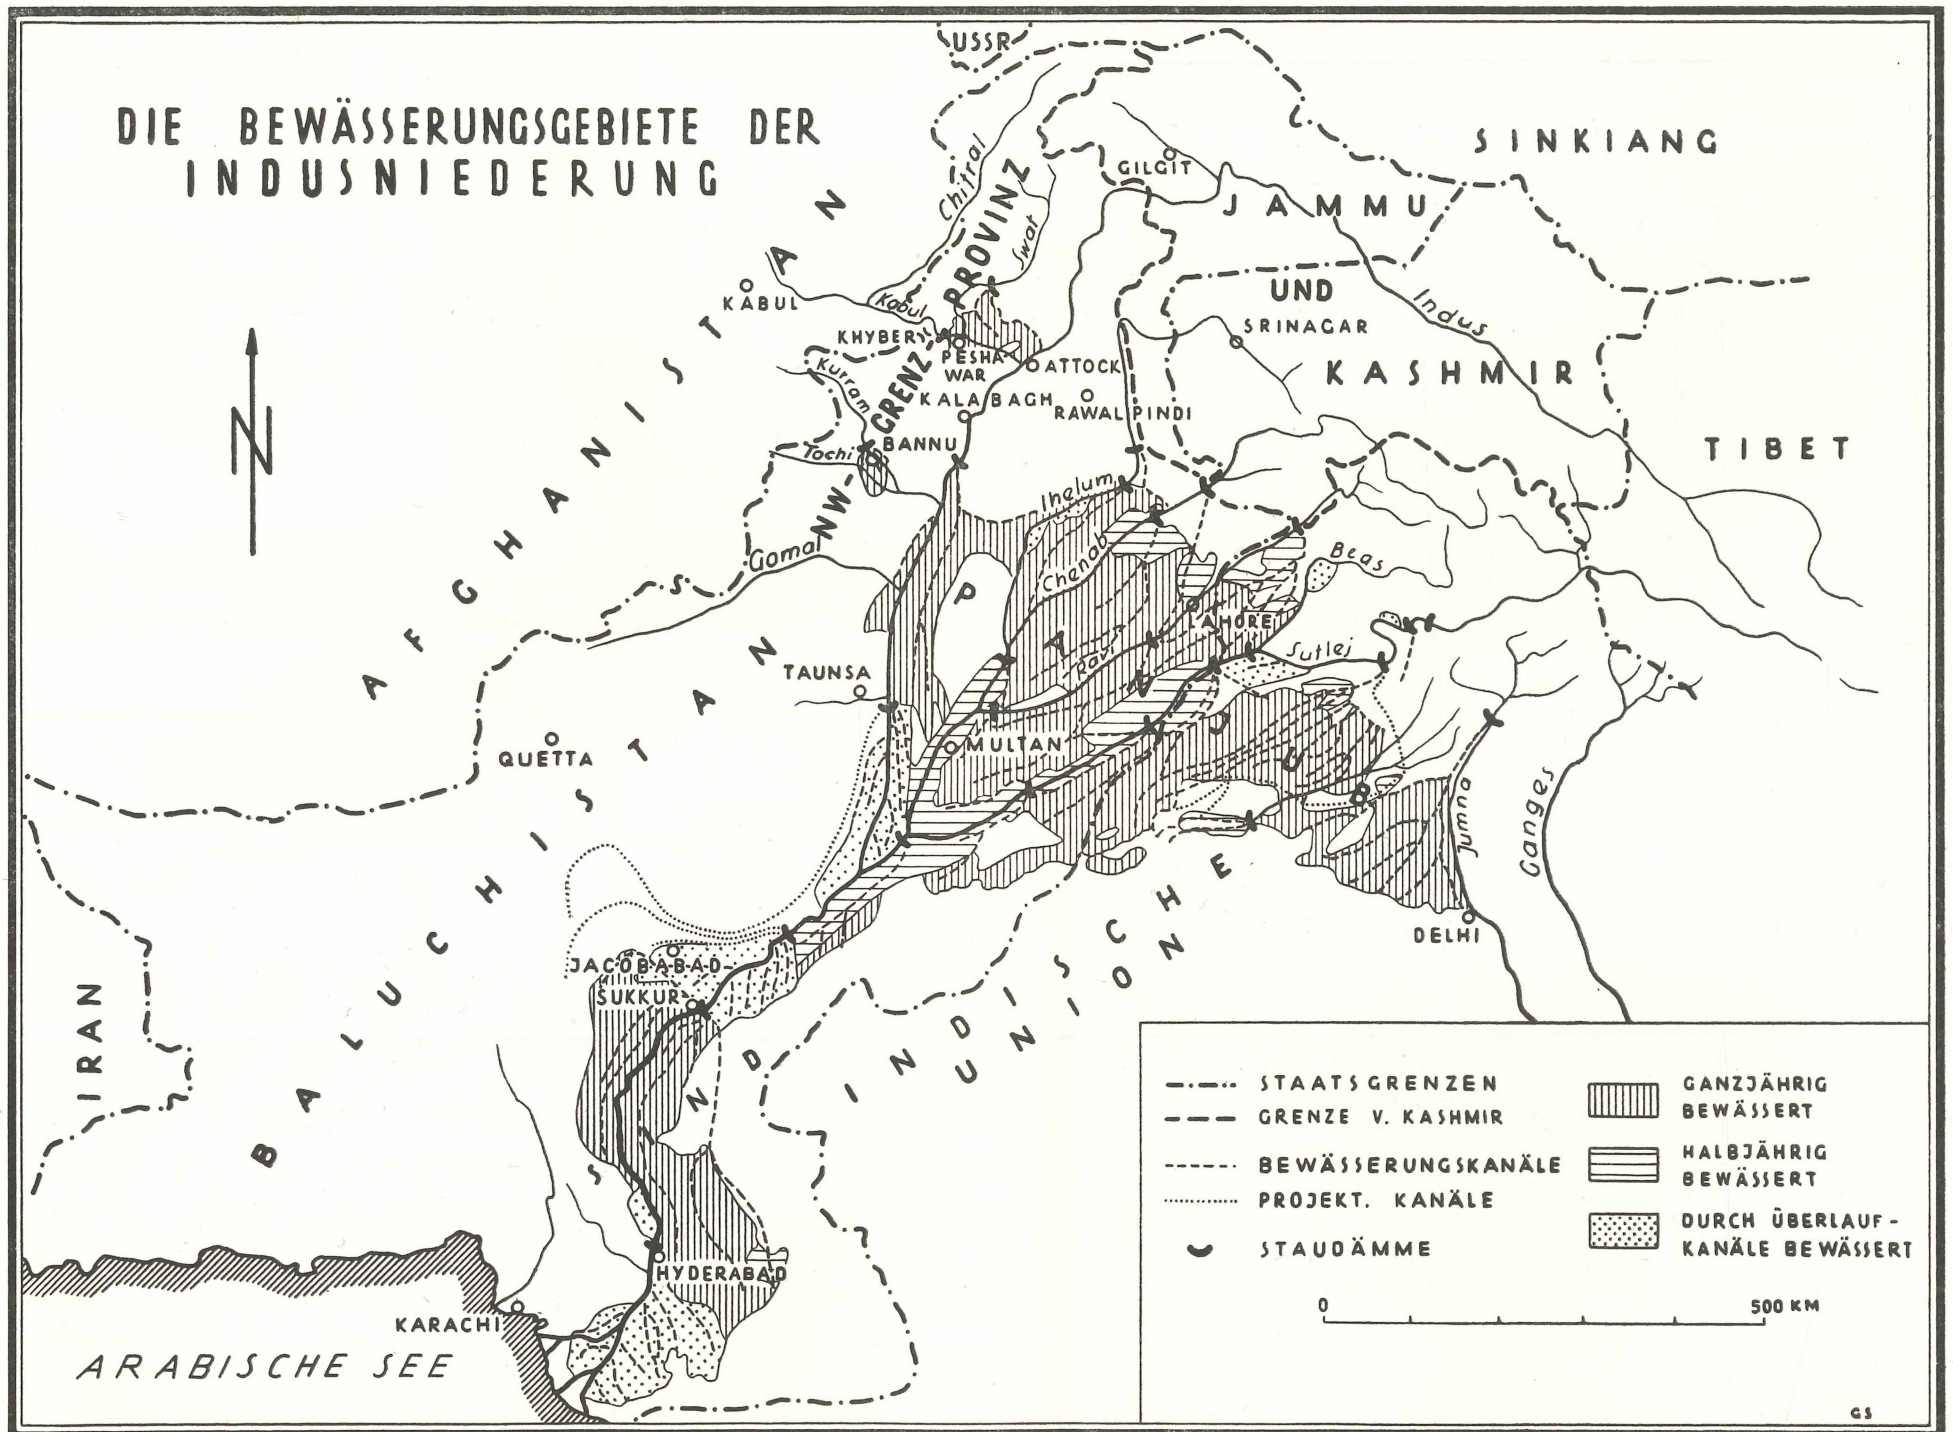 USSR
DIE BEWÄSSERUNGSGEBIETE DER
INDUSNIEDERUNG
SINKIANG
GILGIT
JAMMU
UND
KASHMIR
SRINAGAR
Indus
TIBET
Chitral
Swat
NW-GRENZ PROVINZ
KABUL
Kabul
KHYBER
PESHA-
WAR
ATTOCK
Kurram
KALABAGH
RAWALPINDI
BANNU
Tochi
N
AFGHANISTAN
Gomal
Jhelum
Chenab
Beas
LAHORE
Ravi
Sutlej
PANJUB
TAUNSA
MULTAN
QUETTA
BALUCHISTAN
Jumna
Ganges
DELHI
JACOBABAD
SUKKUR
SIND
INDISCHE
UNION
IRAN
HYDERABAD
KARACHI
ARABISCHE SEE
STAATSGRENZEN
GRENZE V. KASHMIR
BEWÄSSERUNGSKANÄLE
PROJEKT. KANÄLE
STAUDÄMME
GANZJÄHRIG
BEWÄSSERT
HALBJÄHRIG
BEWÄSSERT
DURCH ÜBERLAUF-
KANÄLE BEWÄSSERT
0 500 KM
GS